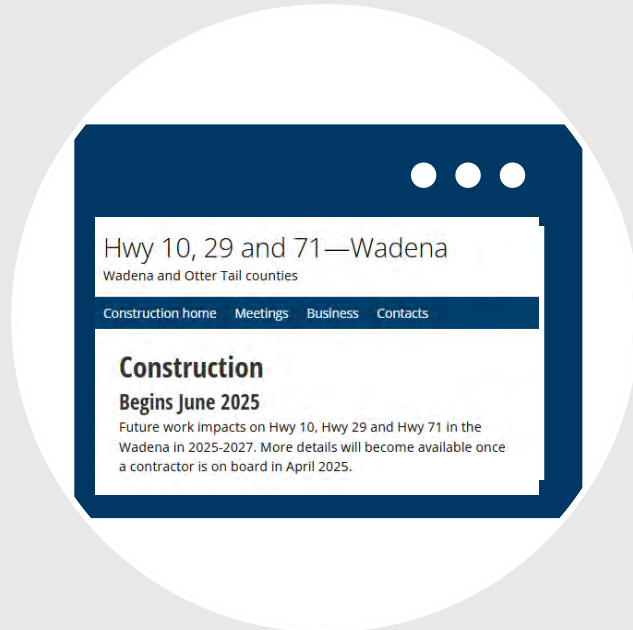 Hwy 10, 29 and 71—Wadena
Wadena and Otter Tail counties
Construction home Meetings Business Contacts
Construction
Begins June 2025
Future work impacts on Hwy 10, Hwy 29 and Hwy 71 in the
Wadena in 2025-2027. More details will become available once
a contractor is on board in April 2025.